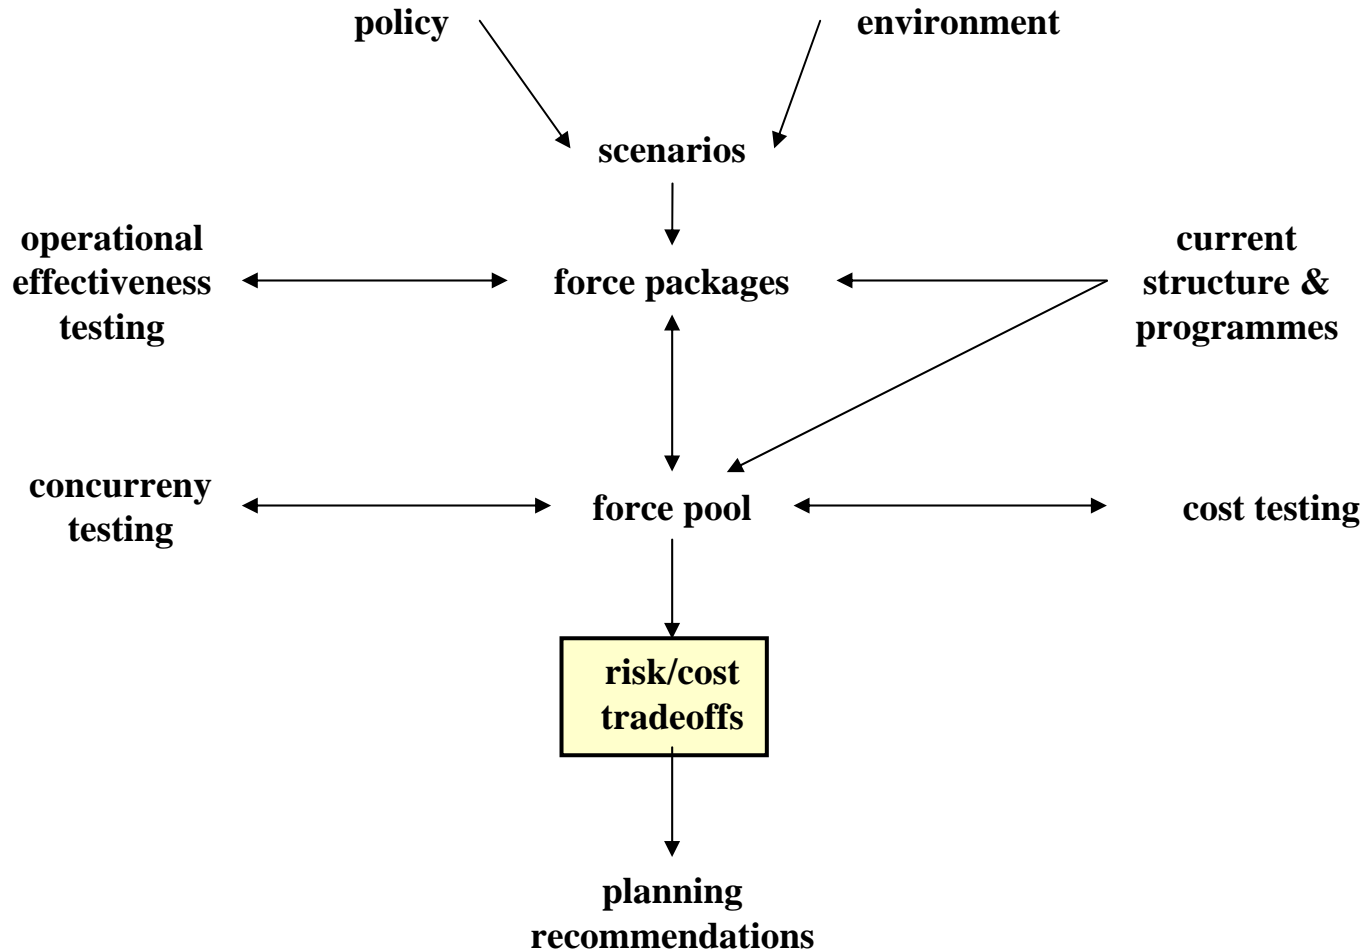 policy
environment
scenarios
operational
effectiveness
testing
force packages
current
structure &
programmes
concurreny
testing
force pool
cost testing
risk/cost
tradeoffs
planning
recommendations